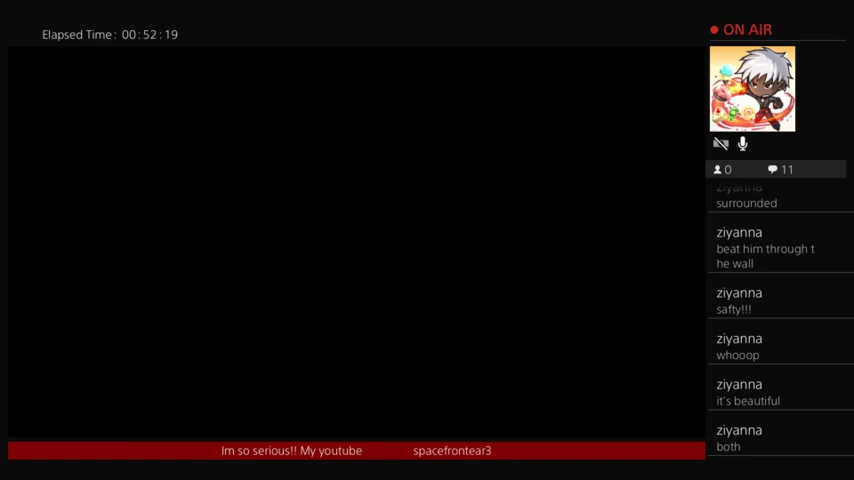 Elapsed Time: 00:52:19
ON AIR
0 11
ziyanna
surrounded
ziyanna
beat him through t
he wall
ziyanna
safty!!!
ziyanna
whooop
ziyanna
it's beautiful
ziyanna
both
Im so serious!! My youtube spacefrontear3